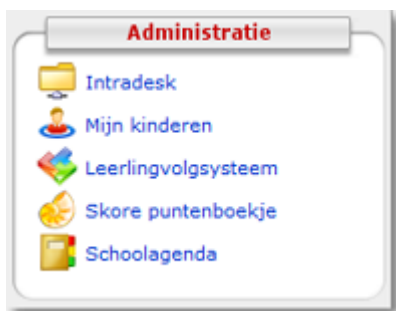 Administratie
Intradesk
Mijn kinderen
Leerlingvolgsysteem
Skore puntenboekje
Schoolagenda